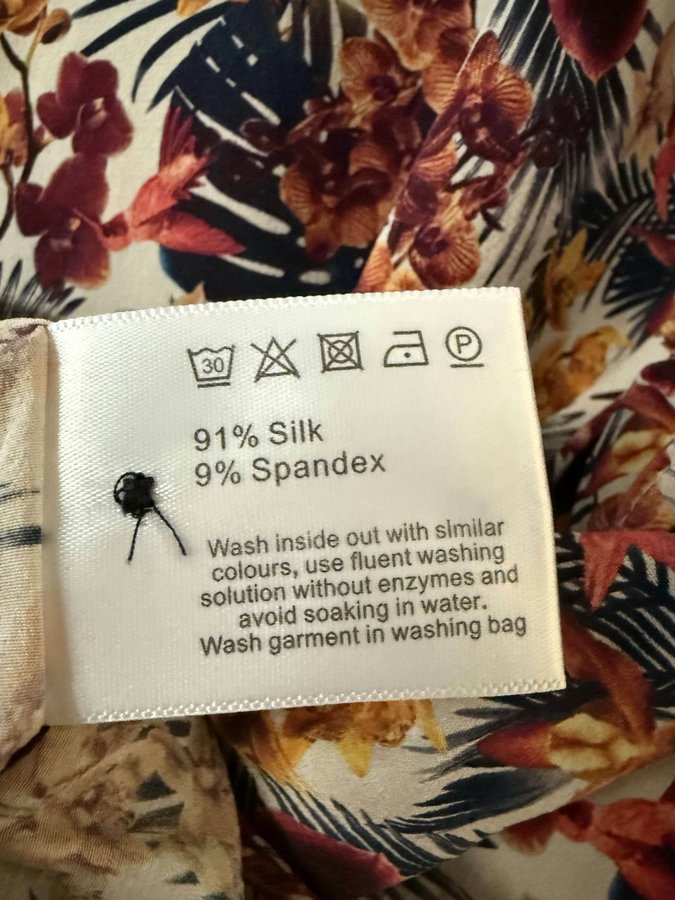 30 P
91% Silk
9% Spandex
Wash inside out with similar
colours, use fluent washing
solution without enzymes and
avoid soaking in water.
Wash garment in washing bag